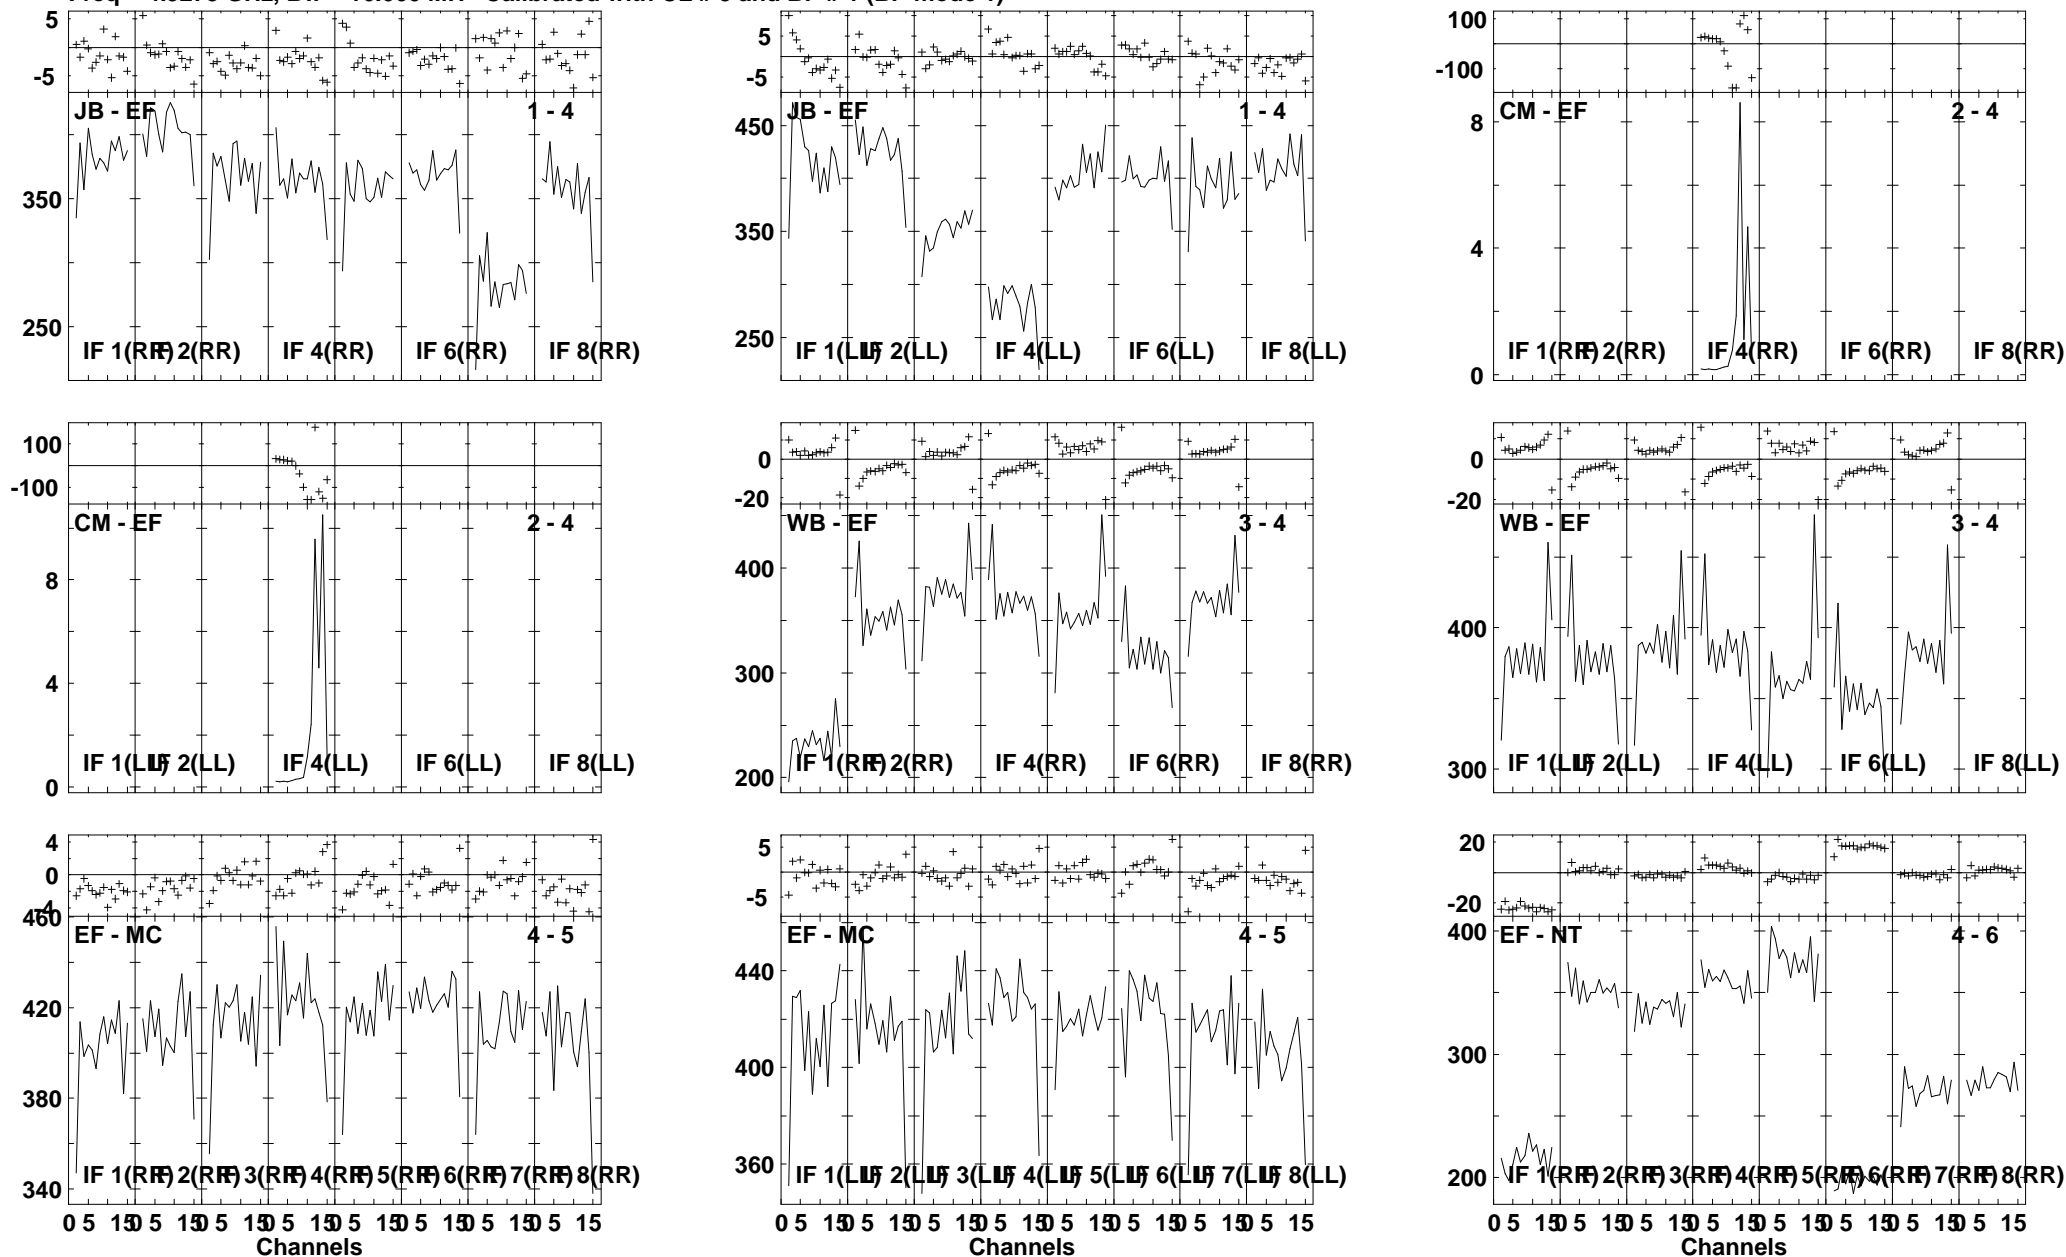 5
-5
JB - EF
1 - 4
350
250
IF 1(RR)
IF 2(RR)
IF 4(RR)
IF 6(RR)
IF 8(RR)
5
-5
JB - EF
1 - 4
450
350
250
IF 1(LL)
IF 2(LL)
IF 4(LL)
IF 6(LL)
IF 8(LL)
100
-100
CM - EF
2 - 4
8
4
0
IF 1(RR)
IF 2(RR)
IF 4(RR)
IF 6(RR)
IF 8(RR)
100
-100
CM - EF
2 - 4
8
4
0
IF 1(LL)
IF 2(LL)
IF 4(LL)
IF 6(LL)
IF 8(LL)
0
-20
WB - EF
3 - 4
400
300
200
IF 1(RR)
IF 2(RR)
IF 4(RR)
IF 6(RR)
IF 8(RR)
0
-20
WB - EF
3 - 4
400
300
IF 1(LL)
IF 2(LL)
IF 4(LL)
IF 6(LL)
IF 8(LL)
4
0
-4
460
EF - MC
4 - 5
420
380
340
IF 1(RR)
IF 2(RR)
IF 3(RR)
IF 4(RR)
IF 5(RR)
IF 6(RR)
IF 7(RR)
IF 8(RR)
0 5 15 0 5 15 0 5 15 0 5 15 0 5 15 0 5 15 0 5 15 0 5 15
Channels
5
-5
EF - MC
4 - 5
440
400
360
IF 1(LL)
IF 2(LL)
IF 3(LL)
IF 4(LL)
IF 5(LL)
IF 6(LL)
IF 7(LL)
IF 8(LL)
0 5 15 0 5 15 0 5 15 0 5 15 0 5 15 0 5 15 0 5 15 0 5 15
Channels
20
-20
EF - NT
4 - 6
400
300
200
IF 1(RR)
IF 2(RR)
IF 3(RR)
IF 4(RR)
IF 5(RR)
IF 6(RR)
IF 7(RR)
IF 8(RR)
0 5 15 0 5 15 0 5 15 0 5 15 0 5 15 0 5 15 0 5 15 0 5 15
Channels